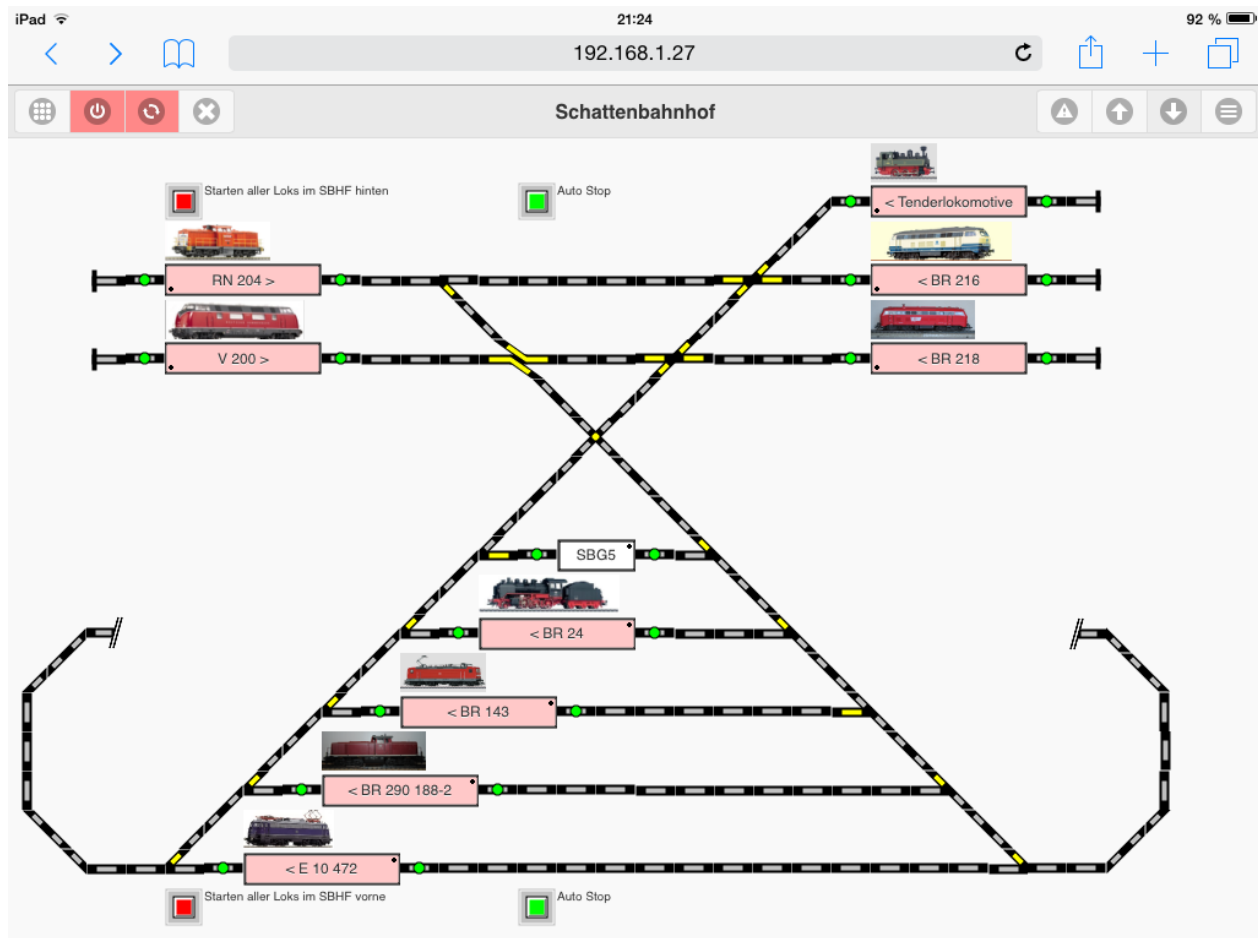 iPad 21:24 92 %
192.168.1.27
Schattenbahnhof
Starten aller Loks im SBHF hinten Auto Stop
< Tenderlokomotive
RN 204 > < BR 216
V 200 > < BR 218
SBG5
< BR 24
< BR 143
< BR 290 188-2
< E 10 472
Starten aller Loks im SBHF vorne Auto Stop